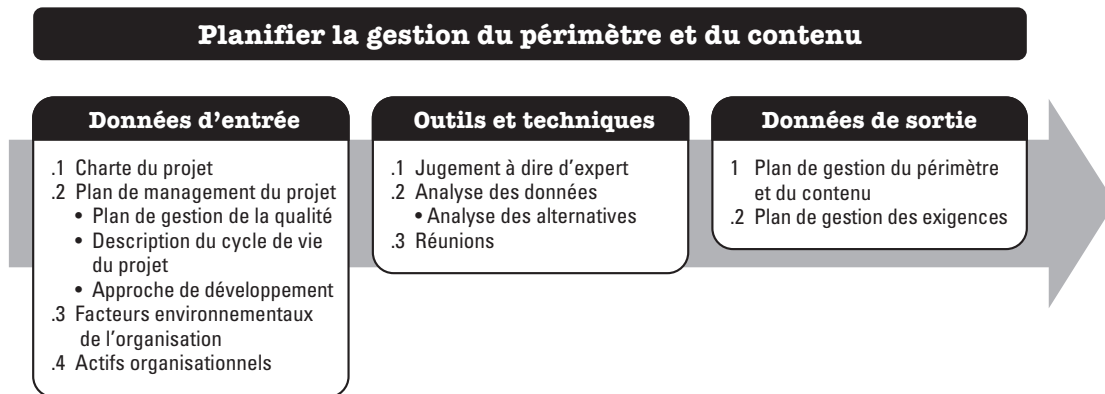 Planifier la gestion du périmètre et du contenu
Données d'entrée
.1 Charte du projet
.2 Plan de management du projet
• Plan de gestion de la qualité
• Description du cycle de vie
du projet
• Approche de développement
.3 Facteurs environnementaux
de l'organisation
.4 Actifs organisationnels
Outils et techniques
.1 Jugement à dire d'expert
.2 Analyse des données
• Analyse des alternatives
.3 Réunions
Données de sortie
1 Plan de gestion du périmètre
et du contenu
.2 Plan de gestion des exigences